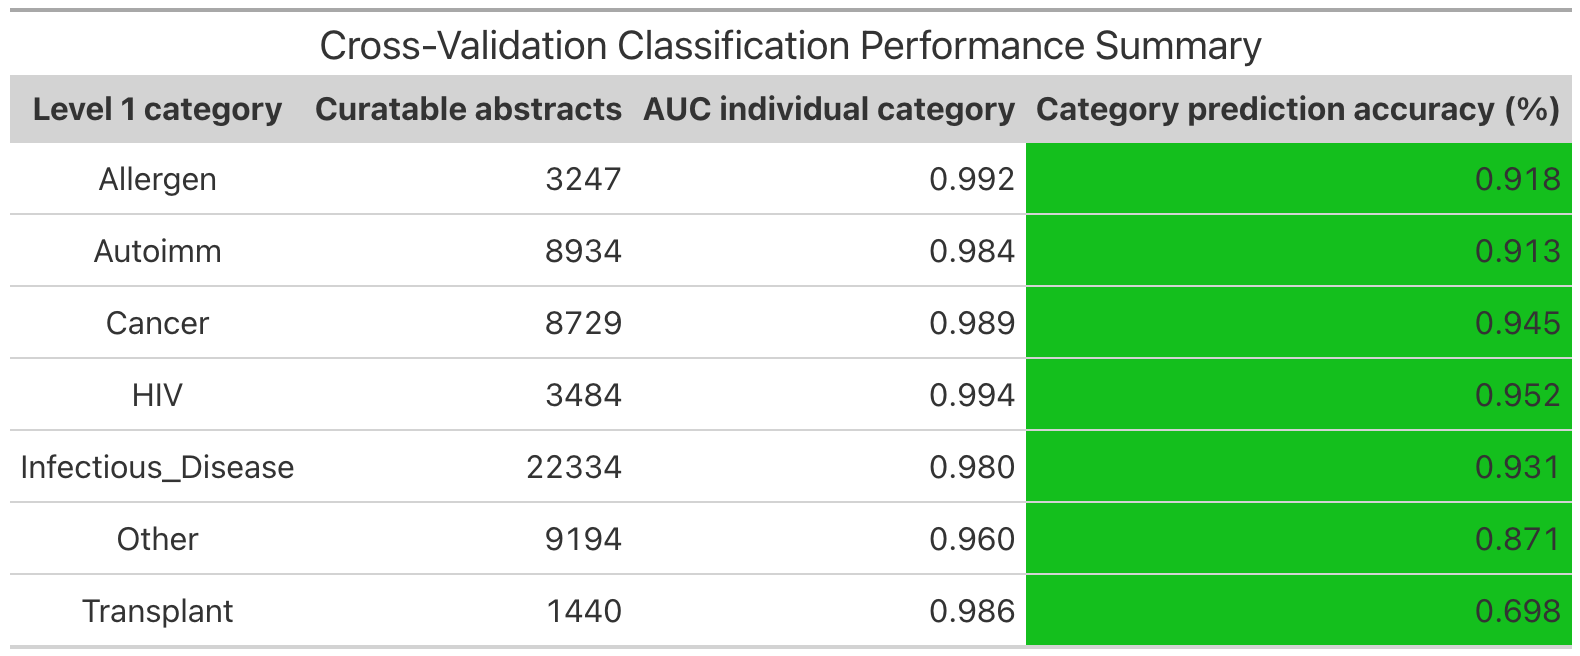 Cross-Validation Classification Performance Summary
Level 1 category Curatable abstracts AUC individual category Category prediction accuracy (%)
Allergen 3247 0.992 0.918
Autoimm 8934 0.984 0.913
Cancer 8729 0.989 0.945
HIV 3484 0.994 0.952
Infectious_Disease 22334 0.980 0.931
Other 9194 0.960 0.871
Transplant 1440 0.986 0.698